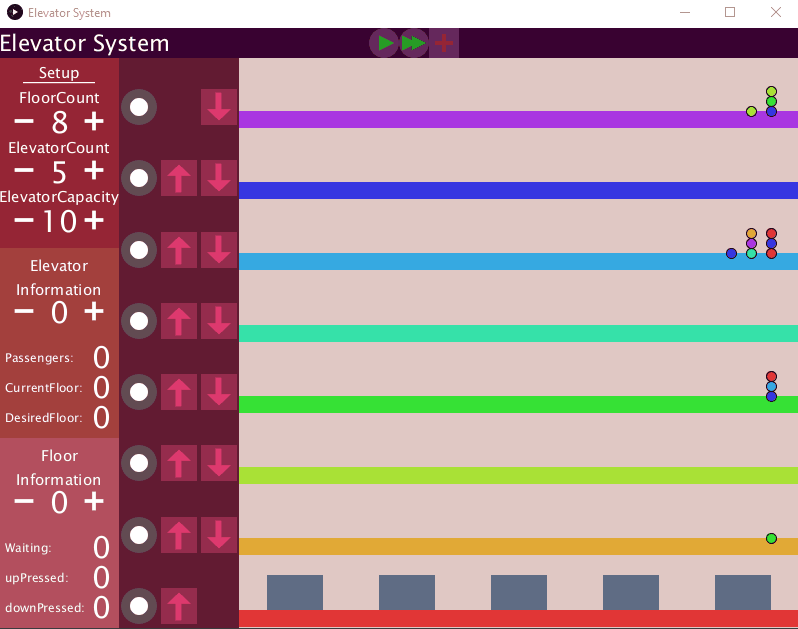 Elevator System
Elevator System
Setup
FloorCount
- 8 +
ElevatorCount
- 5 +
ElevatorCapacity
- 10 +
Elevator
Information
- 0 +
Passengers: 0
CurrentFloor: 0
DesiredFloor: 0
Floor
Information
- 0 +
Waiting: 0
upPressed: 0
downPressed: 0